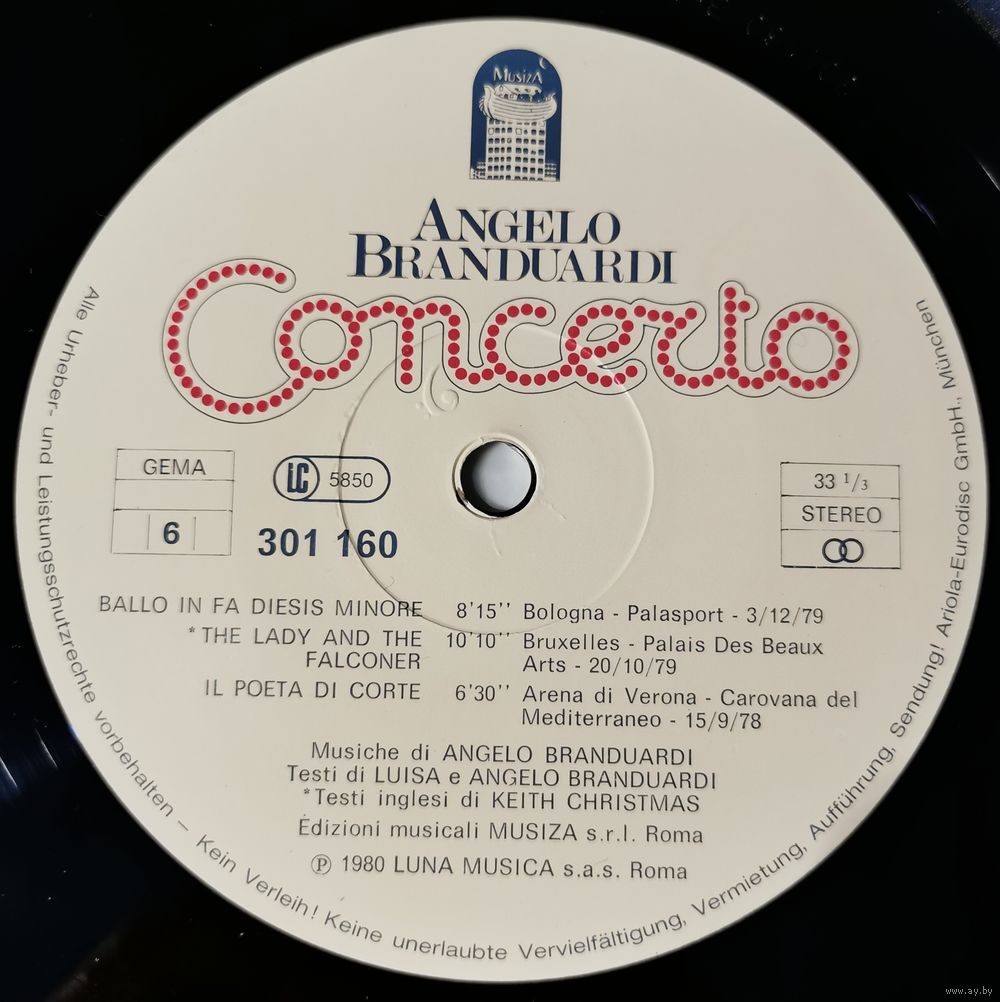 MusizA
ANGELO
BRANDUARDI
Concerto
GEMA
6
LC 5850
301 160
33 1/3
STEREO
BALLO IN FA DIESIS MINORE 8'15'' Bologna - Palasport - 3/12/79
*THE LADY AND THE 10'10'' Bruxelles - Palais Des Beaux
FALCONER Arts - 20/10/79
IL POETA DI CORTE 6'30'' Arena di Verona - Carovana del
Mediterraneo - 15/9/78
Musiche di ANGELO BRANDUARDI
Testi di LUISA e ANGELO BRANDUARDI
*Testi inglesi di KEITH CHRISTMAS
Edizioni musicali MUSIZA s.r.l. Roma
Ⓟ 1980 LUNA MUSICA s.a.s. Roma
Alle Urheber- und Leistungsschutzrechte vorbehalten – Kein Verleih! Keine unerlaubte Vervielfältigung, Vermietung, Aufführung, Sendung! Ariola-Eurodisc GmbH., München
www.ay.by